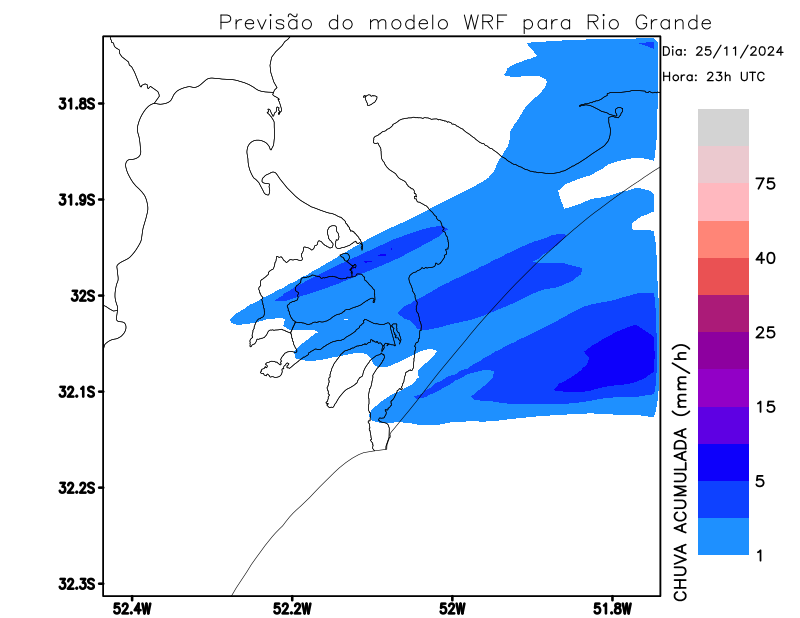 Previsão do modelo WRF para Rio Grande
Dia: 25/11/2024
Hora: 23h UTC
31.8S
31.9S
32S
32.1S
32.2S
32.3S
52.4W
52.2W
52W
51.8W
75
40
25
15
5
1
CHUVA ACUMULADA (mm/h)